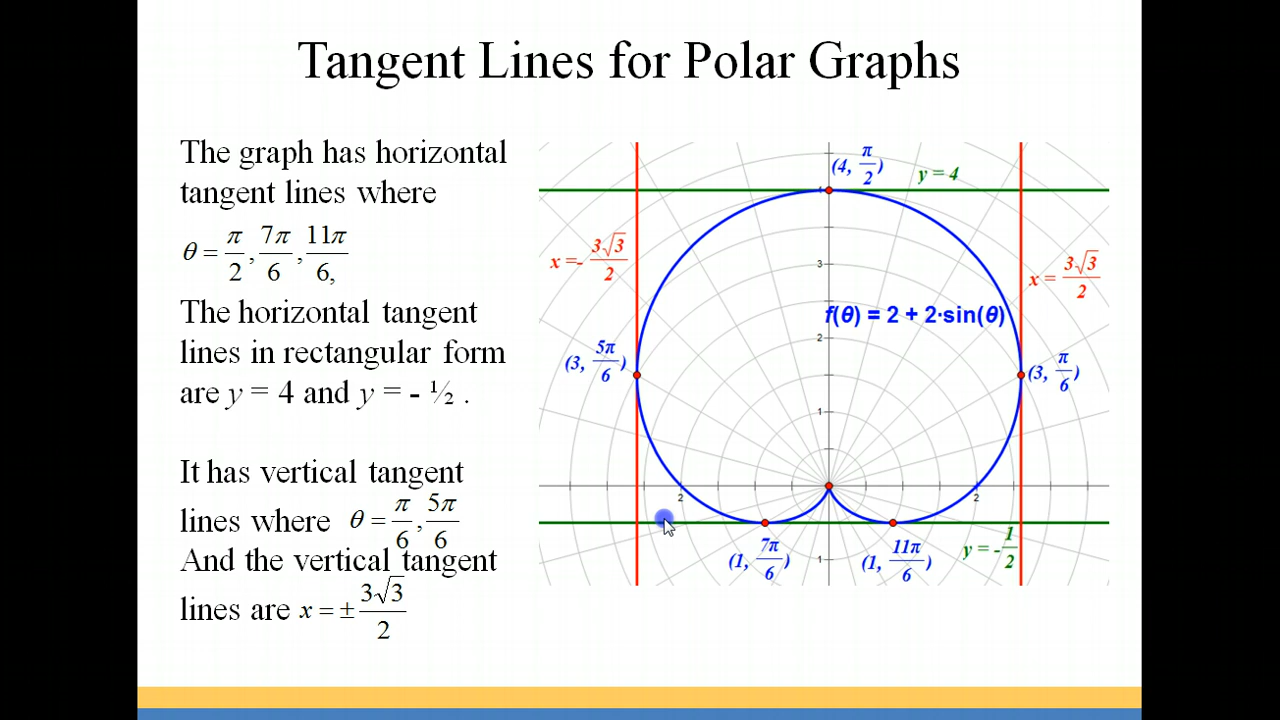 Tangent Lines for Polar Graphs
The graph has horizontal
tangent lines where
θ = π/2, 7π/6, 11π/6,
The horizontal tangent
lines in rectangular form
are y = 4 and y = - ½ .
It has vertical tangent
lines where θ = π/6, 5π/6
And the vertical tangent
lines are x = ± 3√3/2
(4, π/2)
y = 4
4
x =- 3√3/2
3
x = 3√3/2
f(θ) = 2 + 2·sin(θ)
2
(3, 5π/6)
(3, π/6)
1
2
2
(1, 7π/6)
1
(1, 11π/6)
y = - 1/2